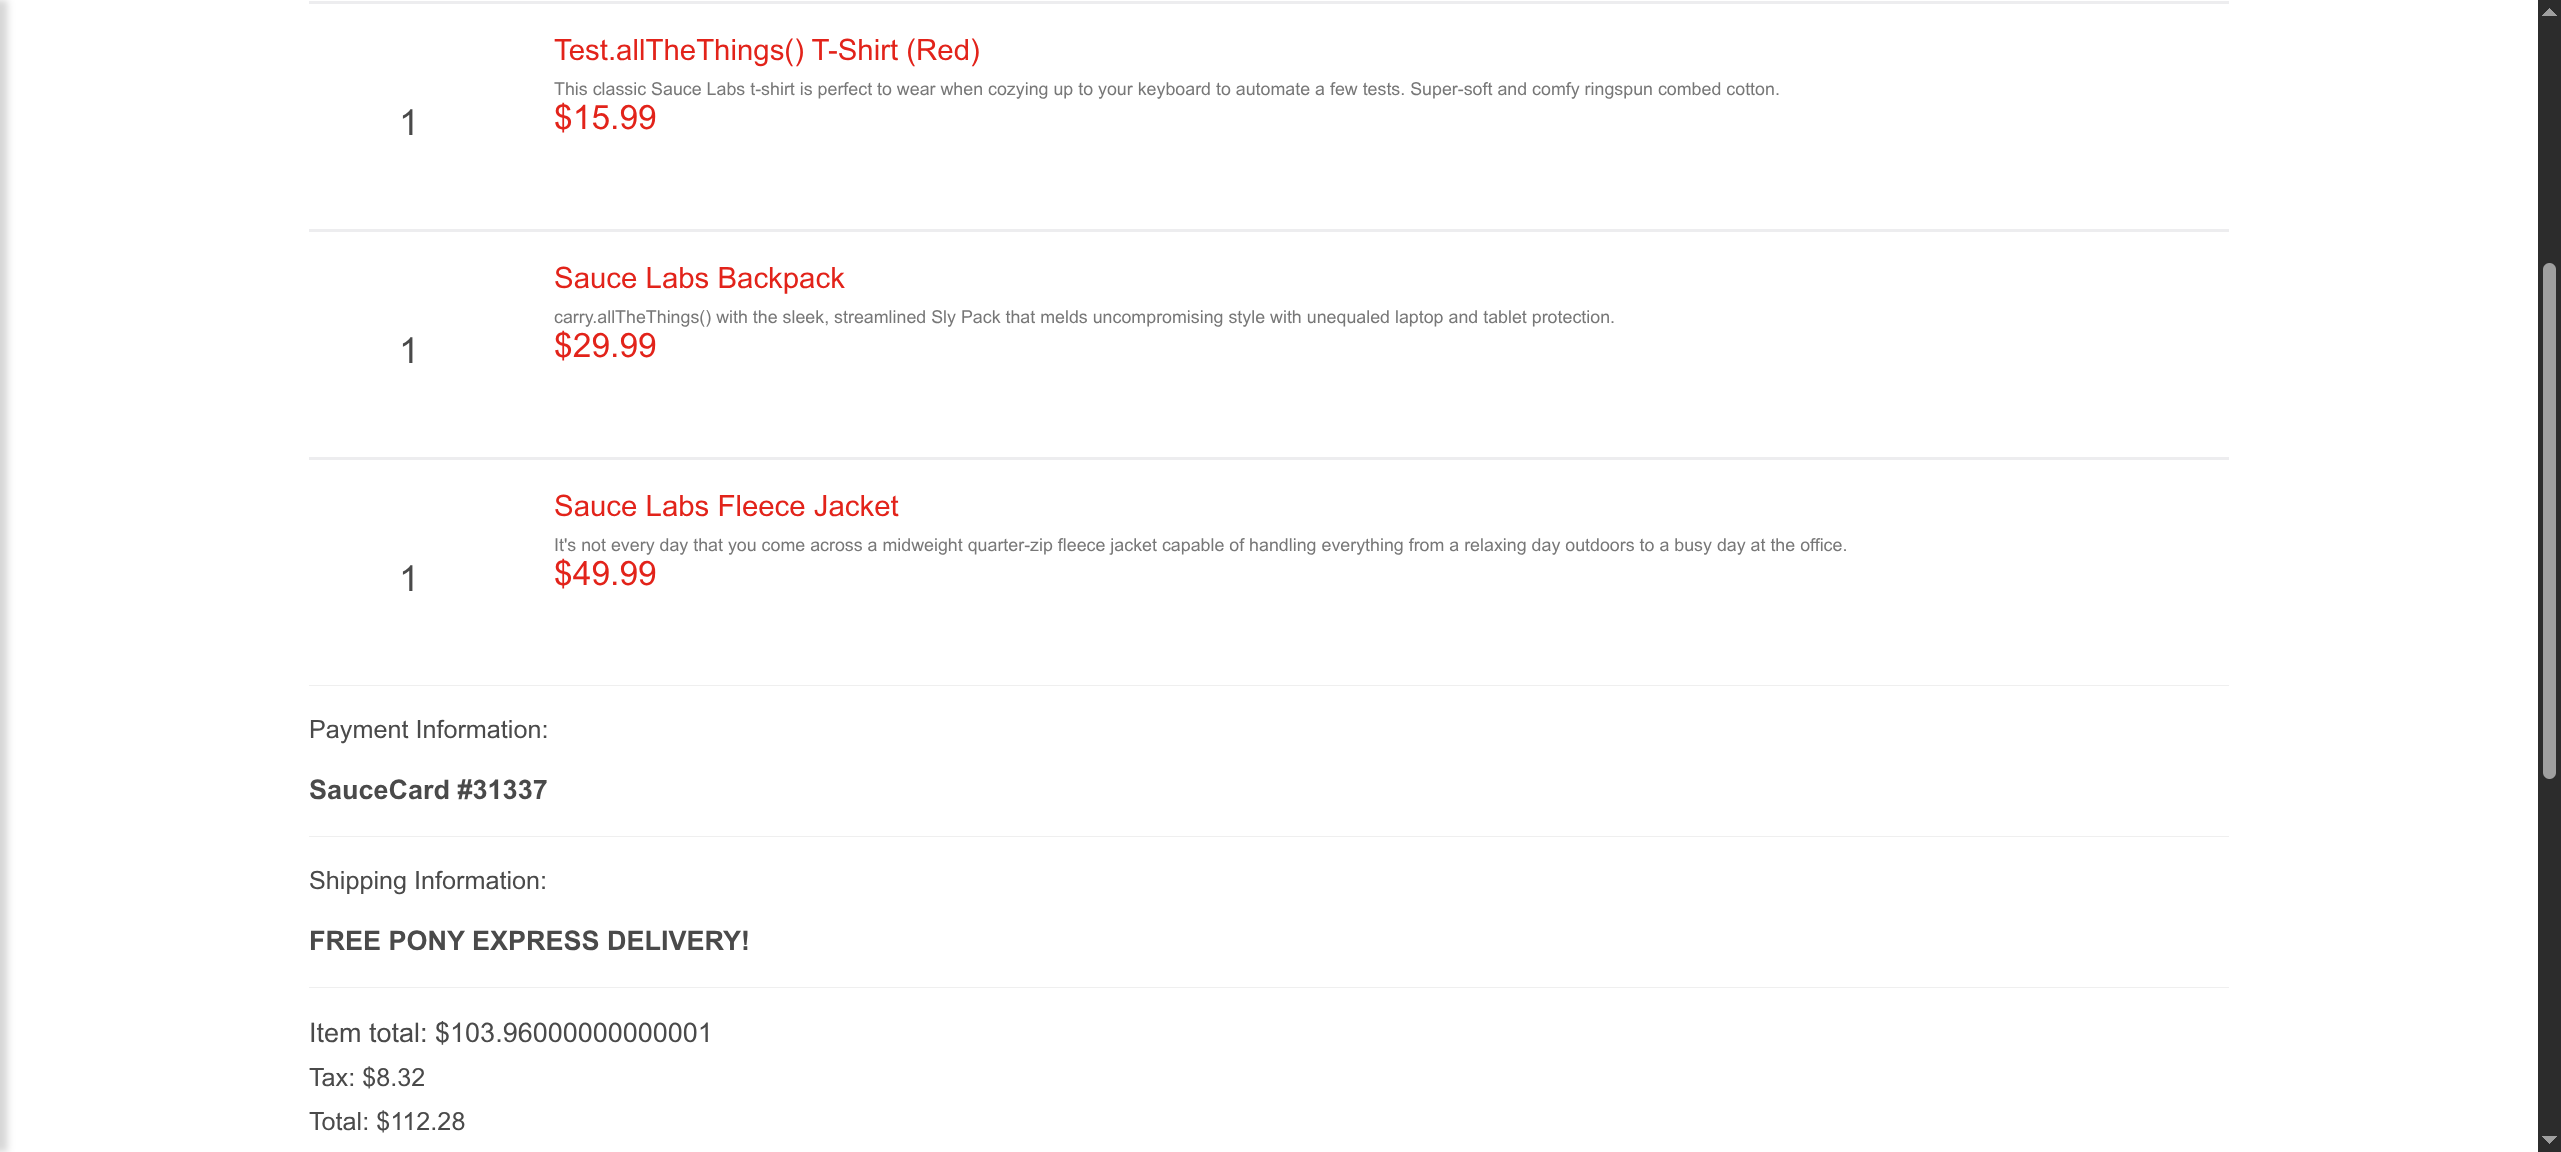 Test.allTheThings() T-Shirt (Red)
This classic Sauce Labs t-shirt is perfect to wear when cozying up to your keyboard to automate a few tests. Super-soft and comfy ringspun combed cotton.
1
$15.99
Sauce Labs Backpack
carry.allTheThings() with the sleek, streamlined Sly Pack that melds uncompromising style with unequaled laptop and tablet protection.
1
$29.99
Sauce Labs Fleece Jacket
It's not every day that you come across a midweight quarter-zip fleece jacket capable of handling everything from a relaxing day outdoors to a busy day at the office.
1
$49.99
Payment Information:
SauceCard #31337
Shipping Information:
FREE PONY EXPRESS DELIVERY!
Item total: $103.96000000000001
Tax: $8.32
Total: $112.28